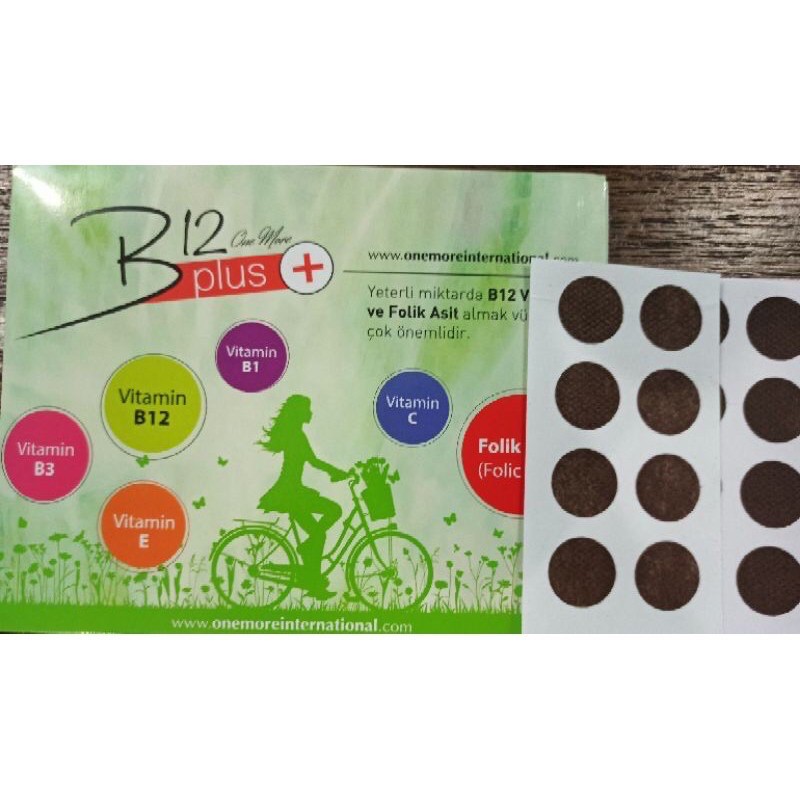 B12
One More
plus +
www.onemoreinternational.com
Yeterli miktarda B12 V
ve Folik Asit almak vü
çok önemlidir.
Vitamin
B1
Vitamin
B12
Vitamin
C
Vitamin
B3
Folik
(Folic
Vitamin
E
www.onemoreinternational.com